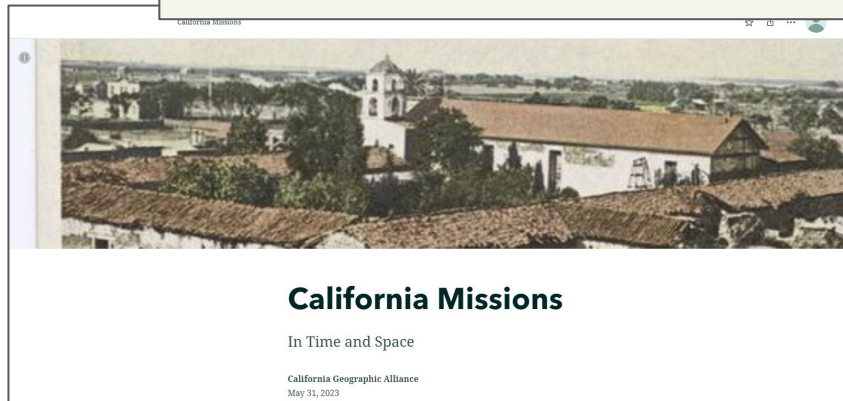 California Missions
California Missions
In Time and Space
California Geographic Alliance
May 31, 2023